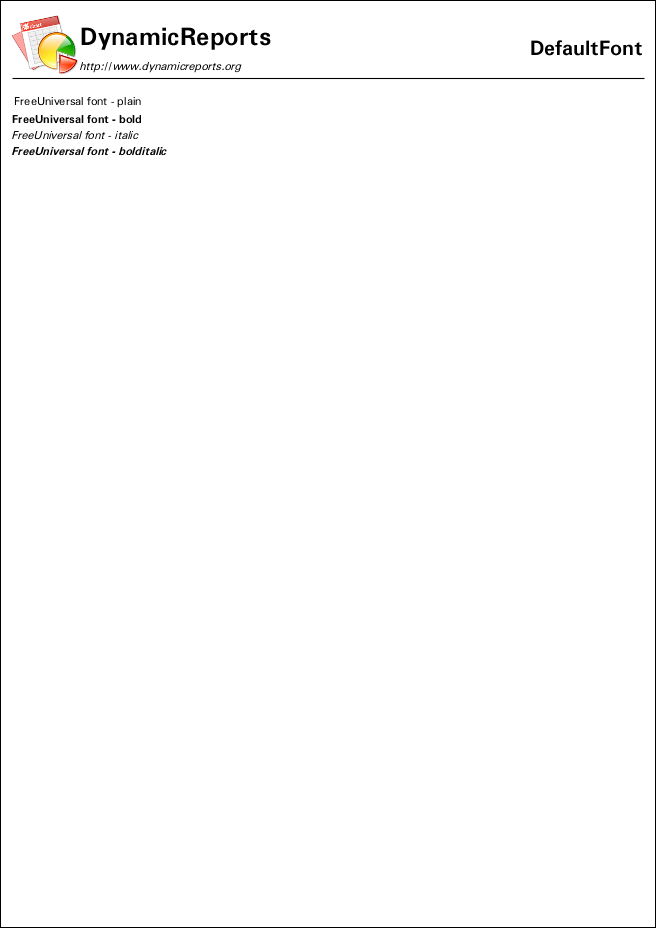 DynamicReports
http://www.dynamicreports.org
DefaultFont
FreeUniversal font - plain
FreeUniversal font - bold
FreeUniversal font - italic
FreeUniversal font - bolditalic